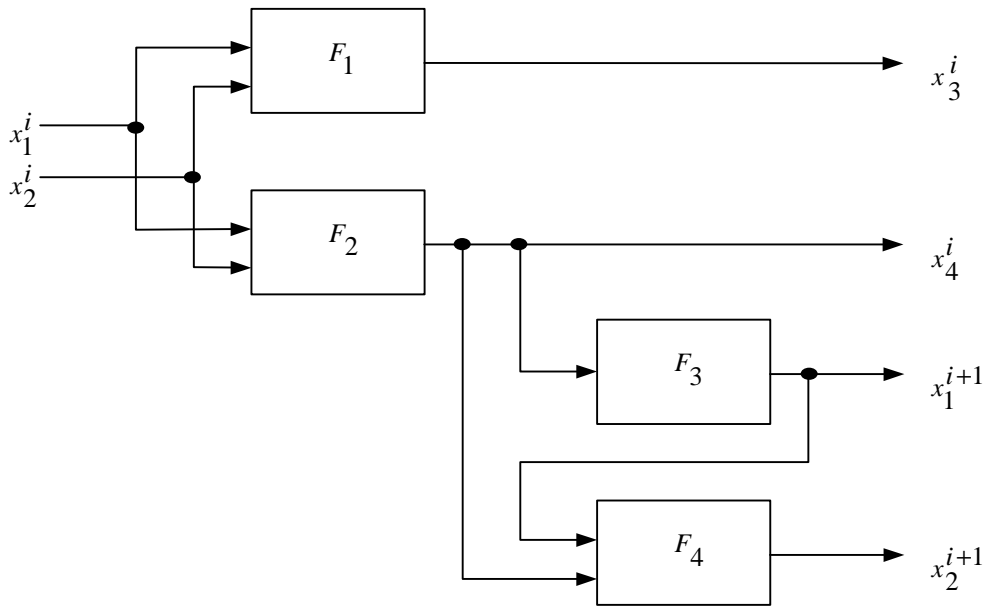 F₁
x₃ⁱ
x₁ⁱ
x₂ⁱ
F₂
x₄ⁱ
F₃
x₁ⁱ⁺¹
F₄
x₂ⁱ⁺¹